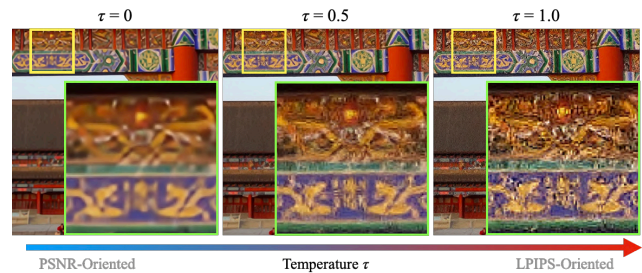 τ = 0
τ = 0.5
τ = 1.0
PSNR-Oriented
Temperature τ
LPIPS-Oriented